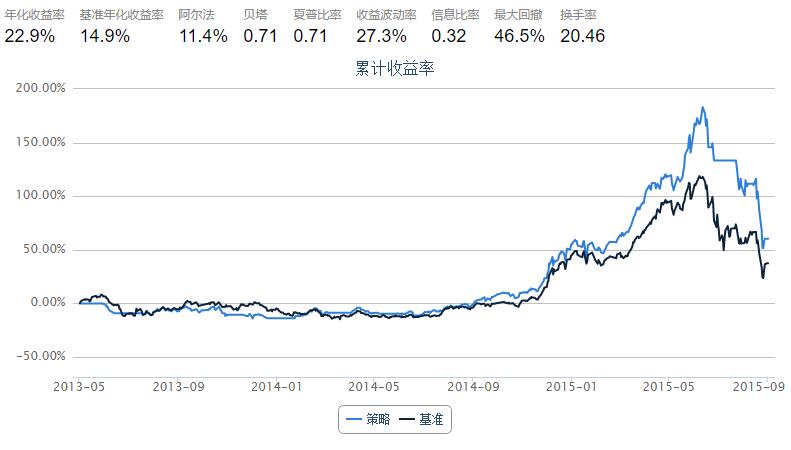 年化收益率 基准年化收益率 阿尔法 贝塔 夏普比率 收益波动率 信息比率 最大回撤 换手率
22.9% 14.9% 11.4% 0.71 0.71 27.3% 0.32 46.5% 20.46
累计收益率
200.00%
150.00%
100.00%
50.00%
0.00%
-50.00%
2013-05 2013-09 2014-01 2014-05 2014-09 2015-01 2015-05 2015-09
策略 基准